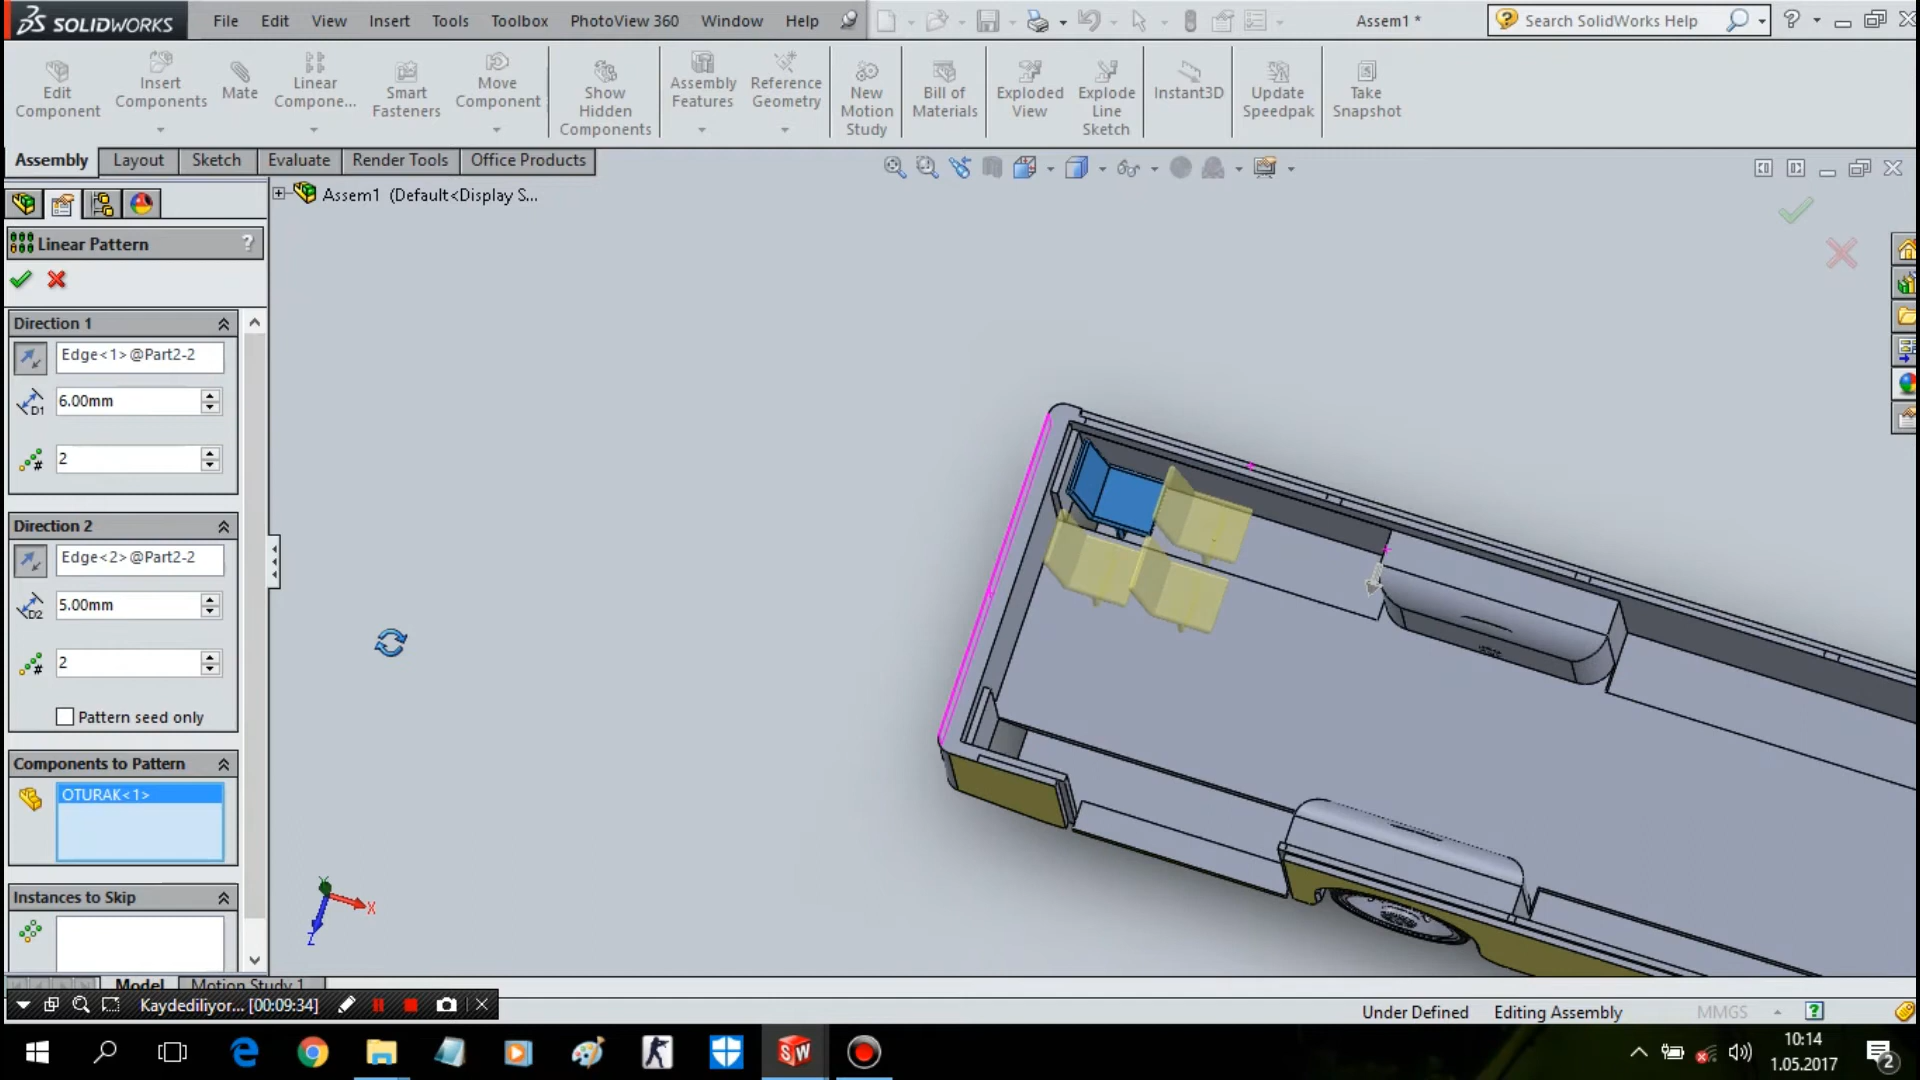 SOLIDWORKS File Edit View Insert Tools Toolbox PhotoView 360 Window Help Assem1 * Search SolidWorks Help
Edit Component
Insert Components
Mate
Linear Compone...
Smart Fasteners
Move Component
Show Hidden Components
Assembly Features
Reference Geometry
New Motion Study
Bill of Materials
Exploded View
Explode Line Sketch
Instant3D
Update Speedpak
Take Snapshot
Assembly Layout Sketch Evaluate Render Tools Office Products
Assem1 (Default<Display S...
Linear Pattern ?
Direction 1
Edge<1>@Part2-2
D1 6.00mm
# 2
Direction 2
Edge<2>@Part2-2
D2 5.00mm
# 2
Pattern seed only
Components to Pattern
OTURAK<1>
Instances to Skip
Y
X
Z
Model Motion Study 1
Kaydediliyor... [00:09:34]
Under Defined Editing Assembly MMGS
SW
10:14
1.05.2017
2